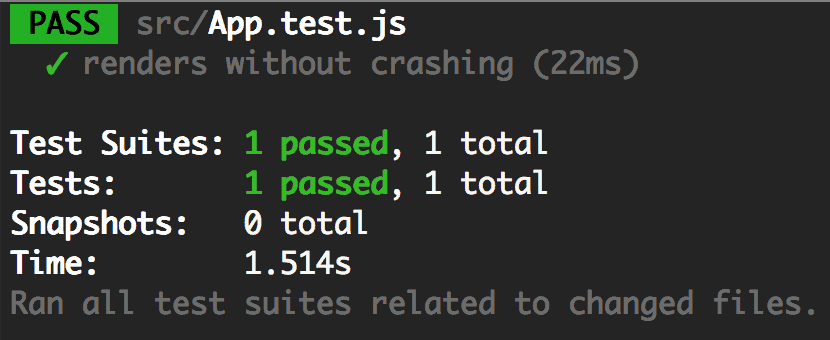 PASS src/App.test.js
✓ renders without crashing (22ms)
Test Suites: 1 passed, 1 total
Tests: 1 passed, 1 total
Snapshots: 0 total
Time: 1.514s
Ran all test suites related to changed files.